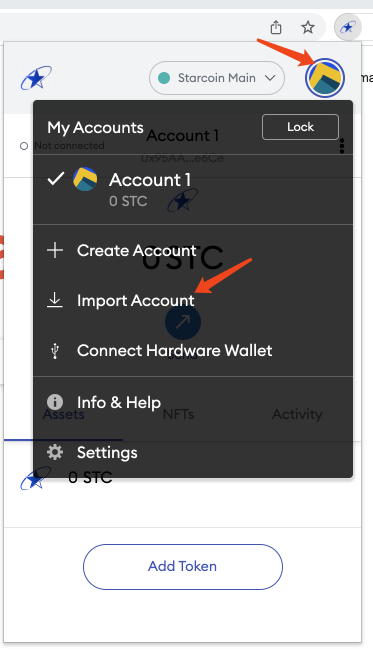 Starcoin Main
ma
My Accounts
Lock
Account 1
Not connected
0x95AA...e6Ce
Account 1
0 STC
Create Account
0 STC
Import Account
Connect Hardware Wallet
Info & Help
Assets
NFTs
Activity
Settings
0 STC
Add Token